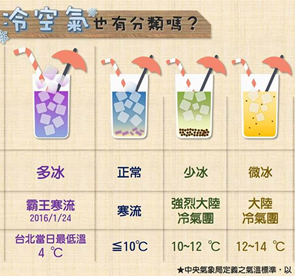 冷空氣也有分類嗎？
多冰 正常 少冰 微冰
霸王寒流 寒流 強烈大陸 大陸
2016/1/24 冷氣團 冷氣團
台北當日最低溫 ≦10℃ 10~12 ℃ 12~14 ℃
4 ℃
★中央氣象局定義之氣溫標準，以